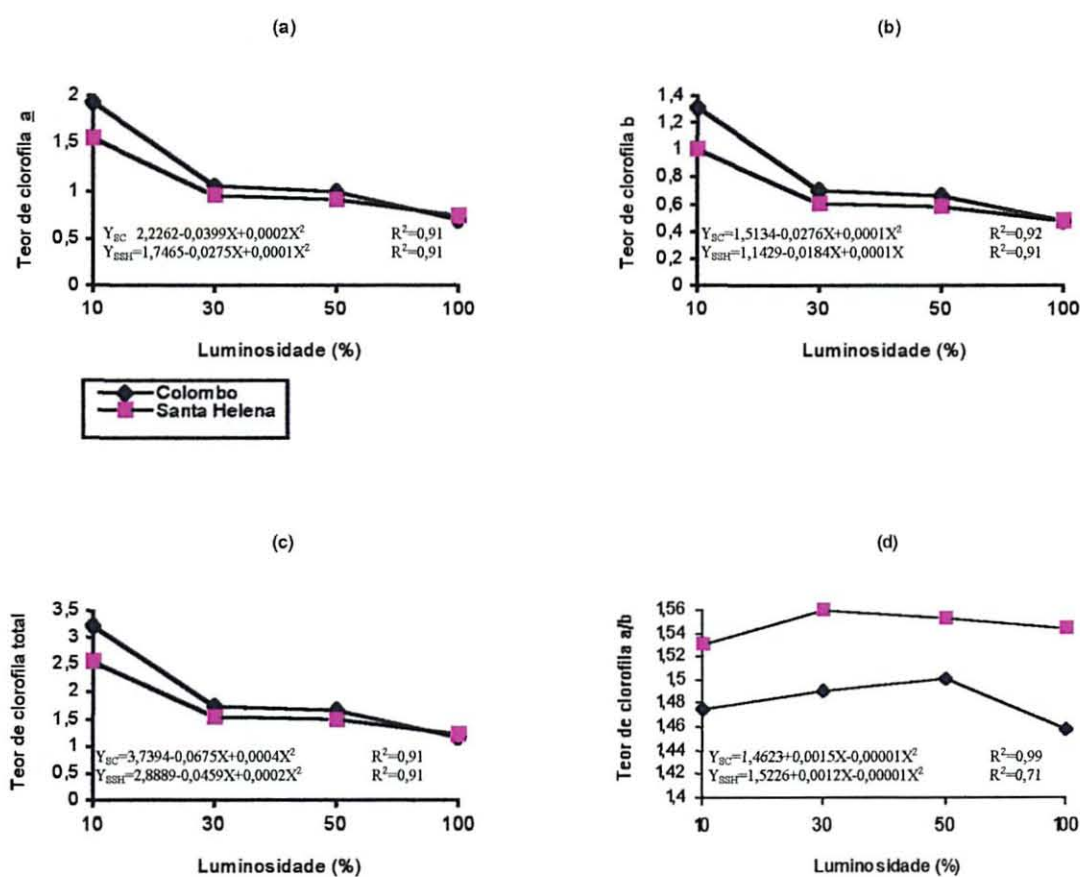 (a)
Teor de clorofila a
2
1,5
1
0,5
0
Y_SC 2,2262-0,0399X+0,0002X² R²=0,91
Y_SSH=1,7465-0,0275X+0,0001X² R²=0,91
10 30 50 100
Luminosidade (%)
Colombo
Santa Helena
(b)
Teor de clorofila b
1,4
1,2
1
0,8
0,6
0,4
0,2
0
Y_SC=1,5134-0,0276X+0,0001X² R²=0,92
Y_SSH=1,1429-0,0184X+0,0001X R²=0,91
10 30 50 100
Luminosidade (%)
(c)
Teor de clorofila total
3,5
3
2,5
2
1,5
1
0,5
0
Y_SC=3,7394-0,0675X+0,0004X² R²=0,91
Y_SSH=2,8889-0,0459X+0,0002X² R²=0,91
10 30 50 100
Luminosidade (%)
(d)
Teor de clorofila a/b
1,56
1,54
1,52
1,5
1,48
1,46
1,44
1,42
1,4
Y_SC=1,4623+0,0015X-0,00001X² R²=0,99
Y_SSH=1,5226+0,0012X-0,00001X² R²=0,71
10 30 50 100
Luminosidade (%)